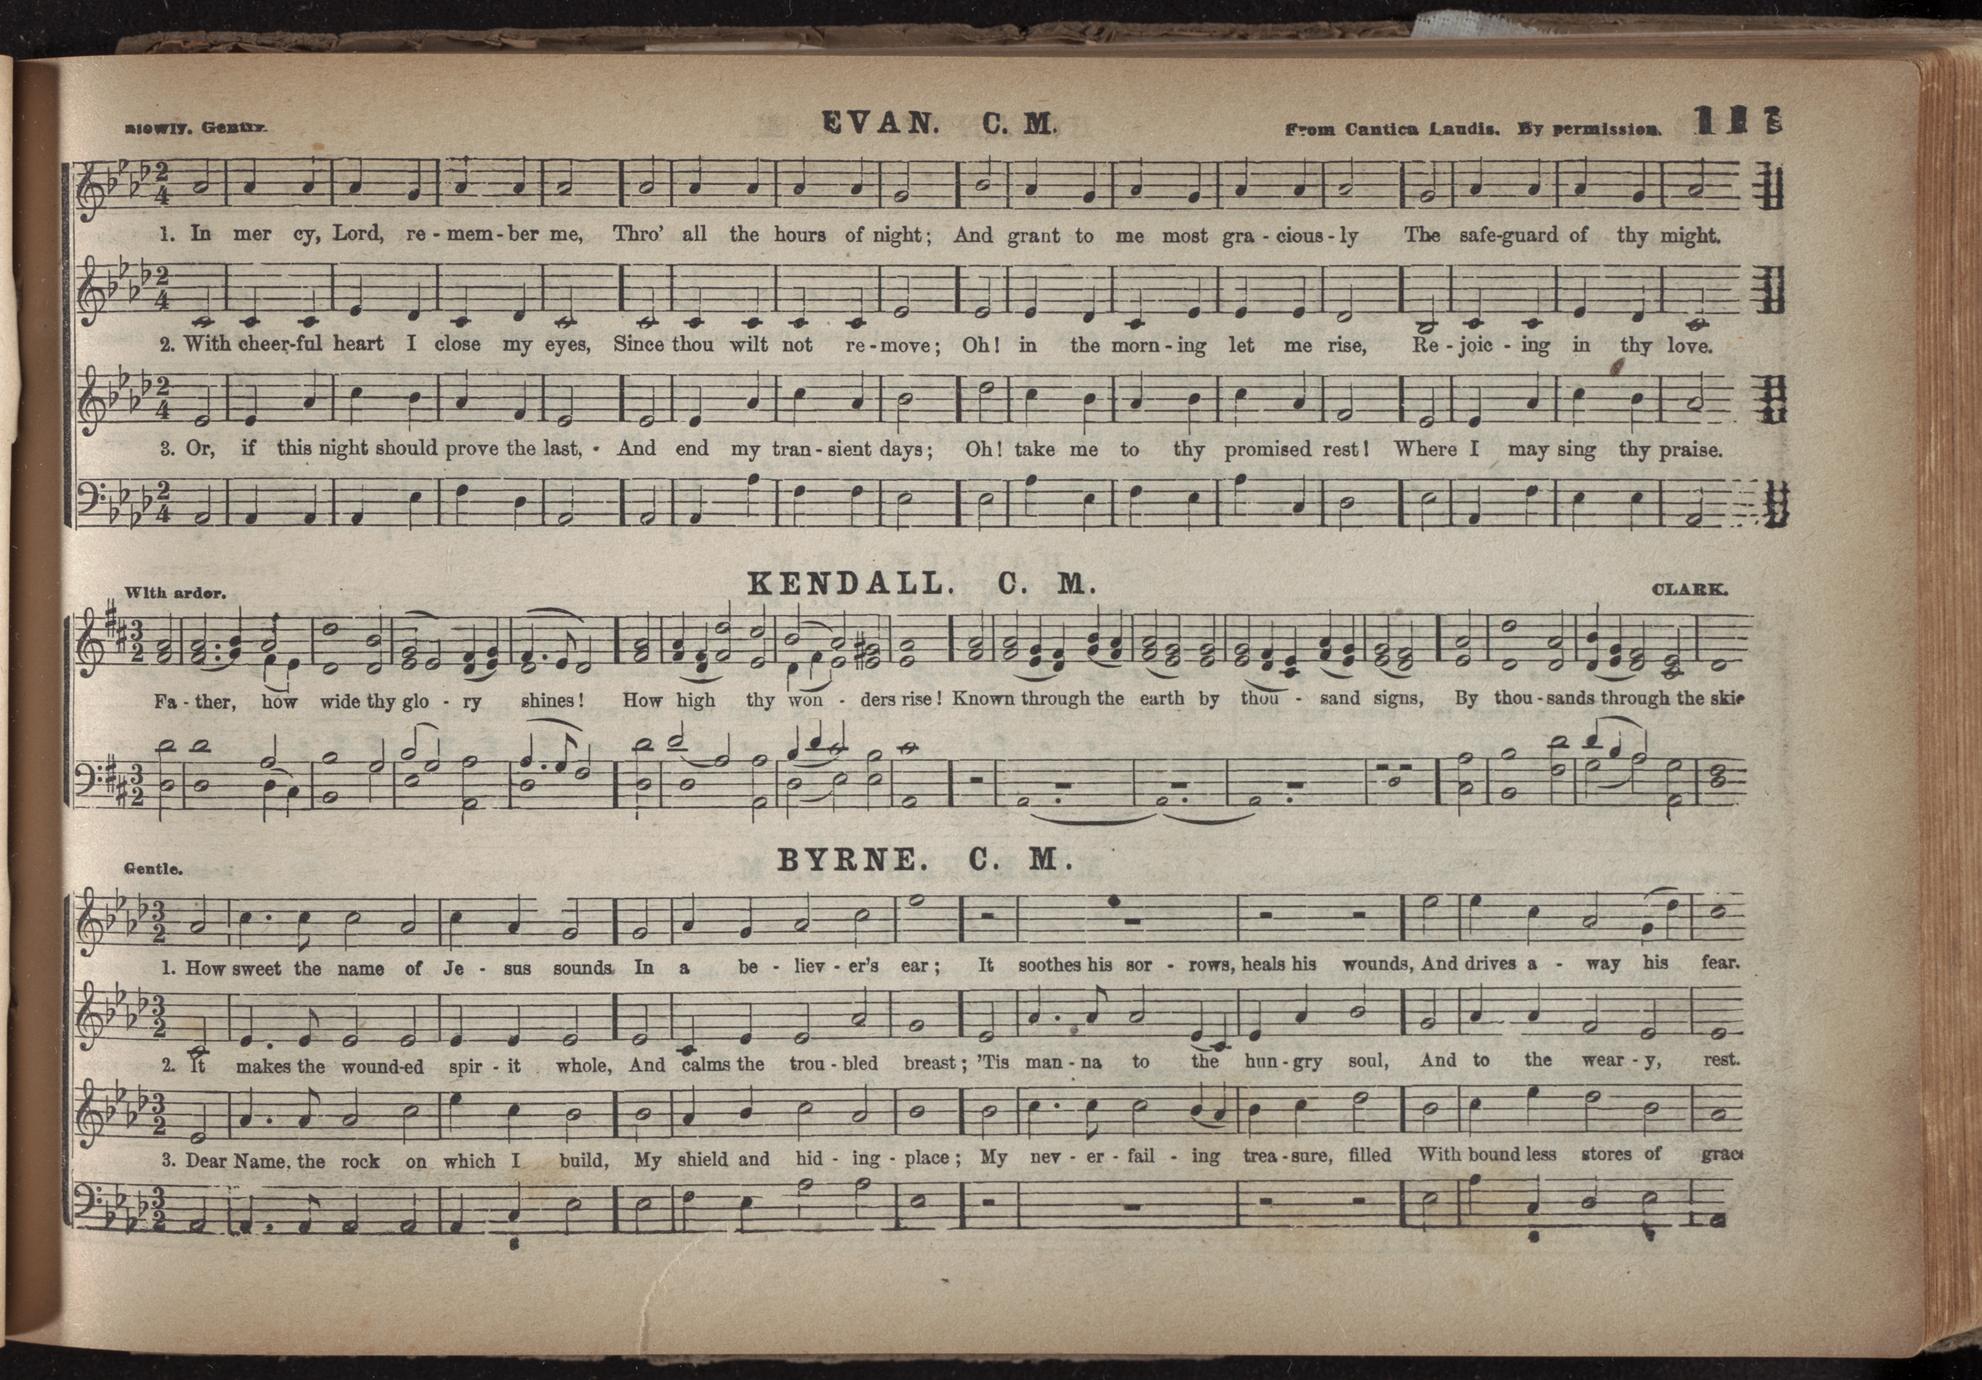 Slowly. Gently. EVAN. C. M. From Cantica Laudis. By permission.
1. In mer cy, Lord, re - mem - ber me, Thro' all the hours of night; And grant to me most gra - cious - ly The safe-guard of thy might.
2. With cheer-ful heart I close my eyes, Since thou wilt not re - move; Oh! in the morn - ing let me rise, Re - joic - ing in thy love.
3. Or, if this night should prove the last, And end my tran - sient days; Oh! take me to thy promised rest! Where I may sing thy praise.
With ardor. KENDALL. C. M. CLARK.
Fa - ther, how wide thy glo - ry shines! How high thy won - ders rise! Known through the earth by thou - sand signs, By thou - sands through the skie
Gentle. BYRNE. C. M.
1. How sweet the name of Je - sus sounds In a be - liev - er's ear; It soothes his sor - rows, heals his wounds, And drives a - way his fear.
2. It makes the wound-ed spir - it whole, And calms the trou - bled breast; 'Tis man - na to the hun - gry soul, And to the wear - y, rest.
3. Dear Name, the rock on which I build, My shield and hid - ing - place; My nev - er - fail - ing trea - sure, filled With bound less stores of grace